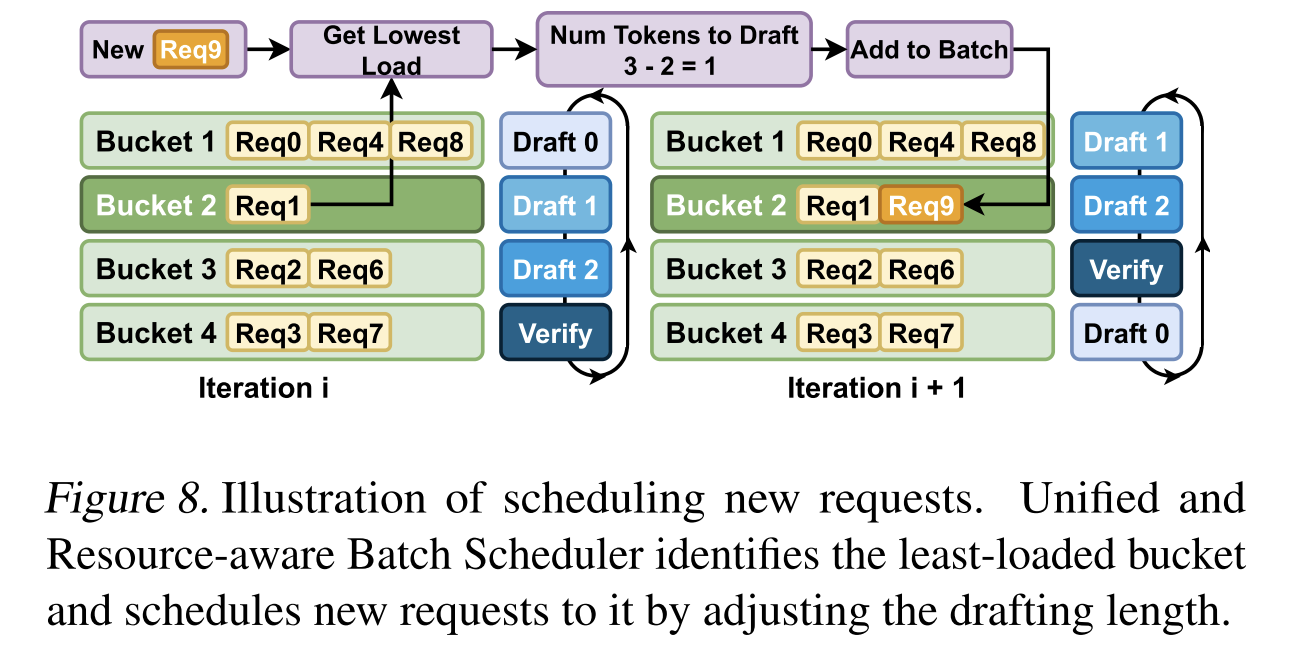 New Req9
Get Lowest
Load
Num Tokens to Draft
3 - 2 = 1
Add to Batch
Bucket 1 Req0 Req4 Req8
Bucket 2 Req1
Bucket 3 Req2 Req6
Bucket 4 Req3 Req7
Draft 0
Draft 1
Draft 2
Verify
Iteration i
Bucket 1 Req0 Req4 Req8
Bucket 2 Req1 Req9
Bucket 3 Req2 Req6
Bucket 4 Req3 Req7
Draft 1
Draft 2
Verify
Draft 0
Iteration i + 1
Figure 8. Illustration of scheduling new requests. Unified and
Resource-aware Batch Scheduler identifies the least-loaded bucket
and schedules new requests to it by adjusting the drafting length.